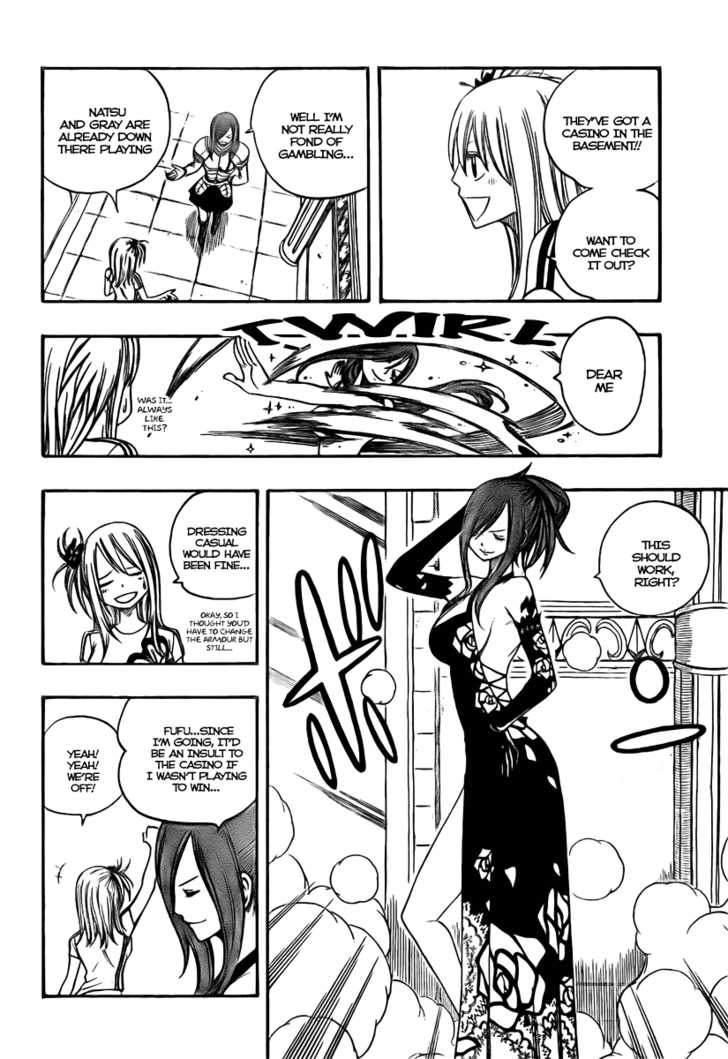 THEY'VE GOT A
CASINO IN THE
BASEMENT!!
WANT TO
COME CHECK
IT OUT?
WELL I'M
NOT REALLY
FOND OF
GAMBLING...
NATSU
AND GRAY ARE
ALREADY DOWN
THERE PLAYING
DEAR
ME
TWIRL
WAS IT...
ALWAYS
LIKE
THIS?
THIS
SHOULD
WORK,
RIGHT?
DRESSING
CASUAL
WOULD HAVE
BEEN FINE...
OKAY, SO I
THOUGHT YOU'D
HAVE TO CHANGE
THE ARMOUR BUT
STILL...
FUFU...SINCE
I'M GOING, IT'D
BE AN INSULT TO
THE CASINO IF
I WASN'T PLAYING
TO WIN...
YEAH!
YEAH!
WE'RE
OFF!